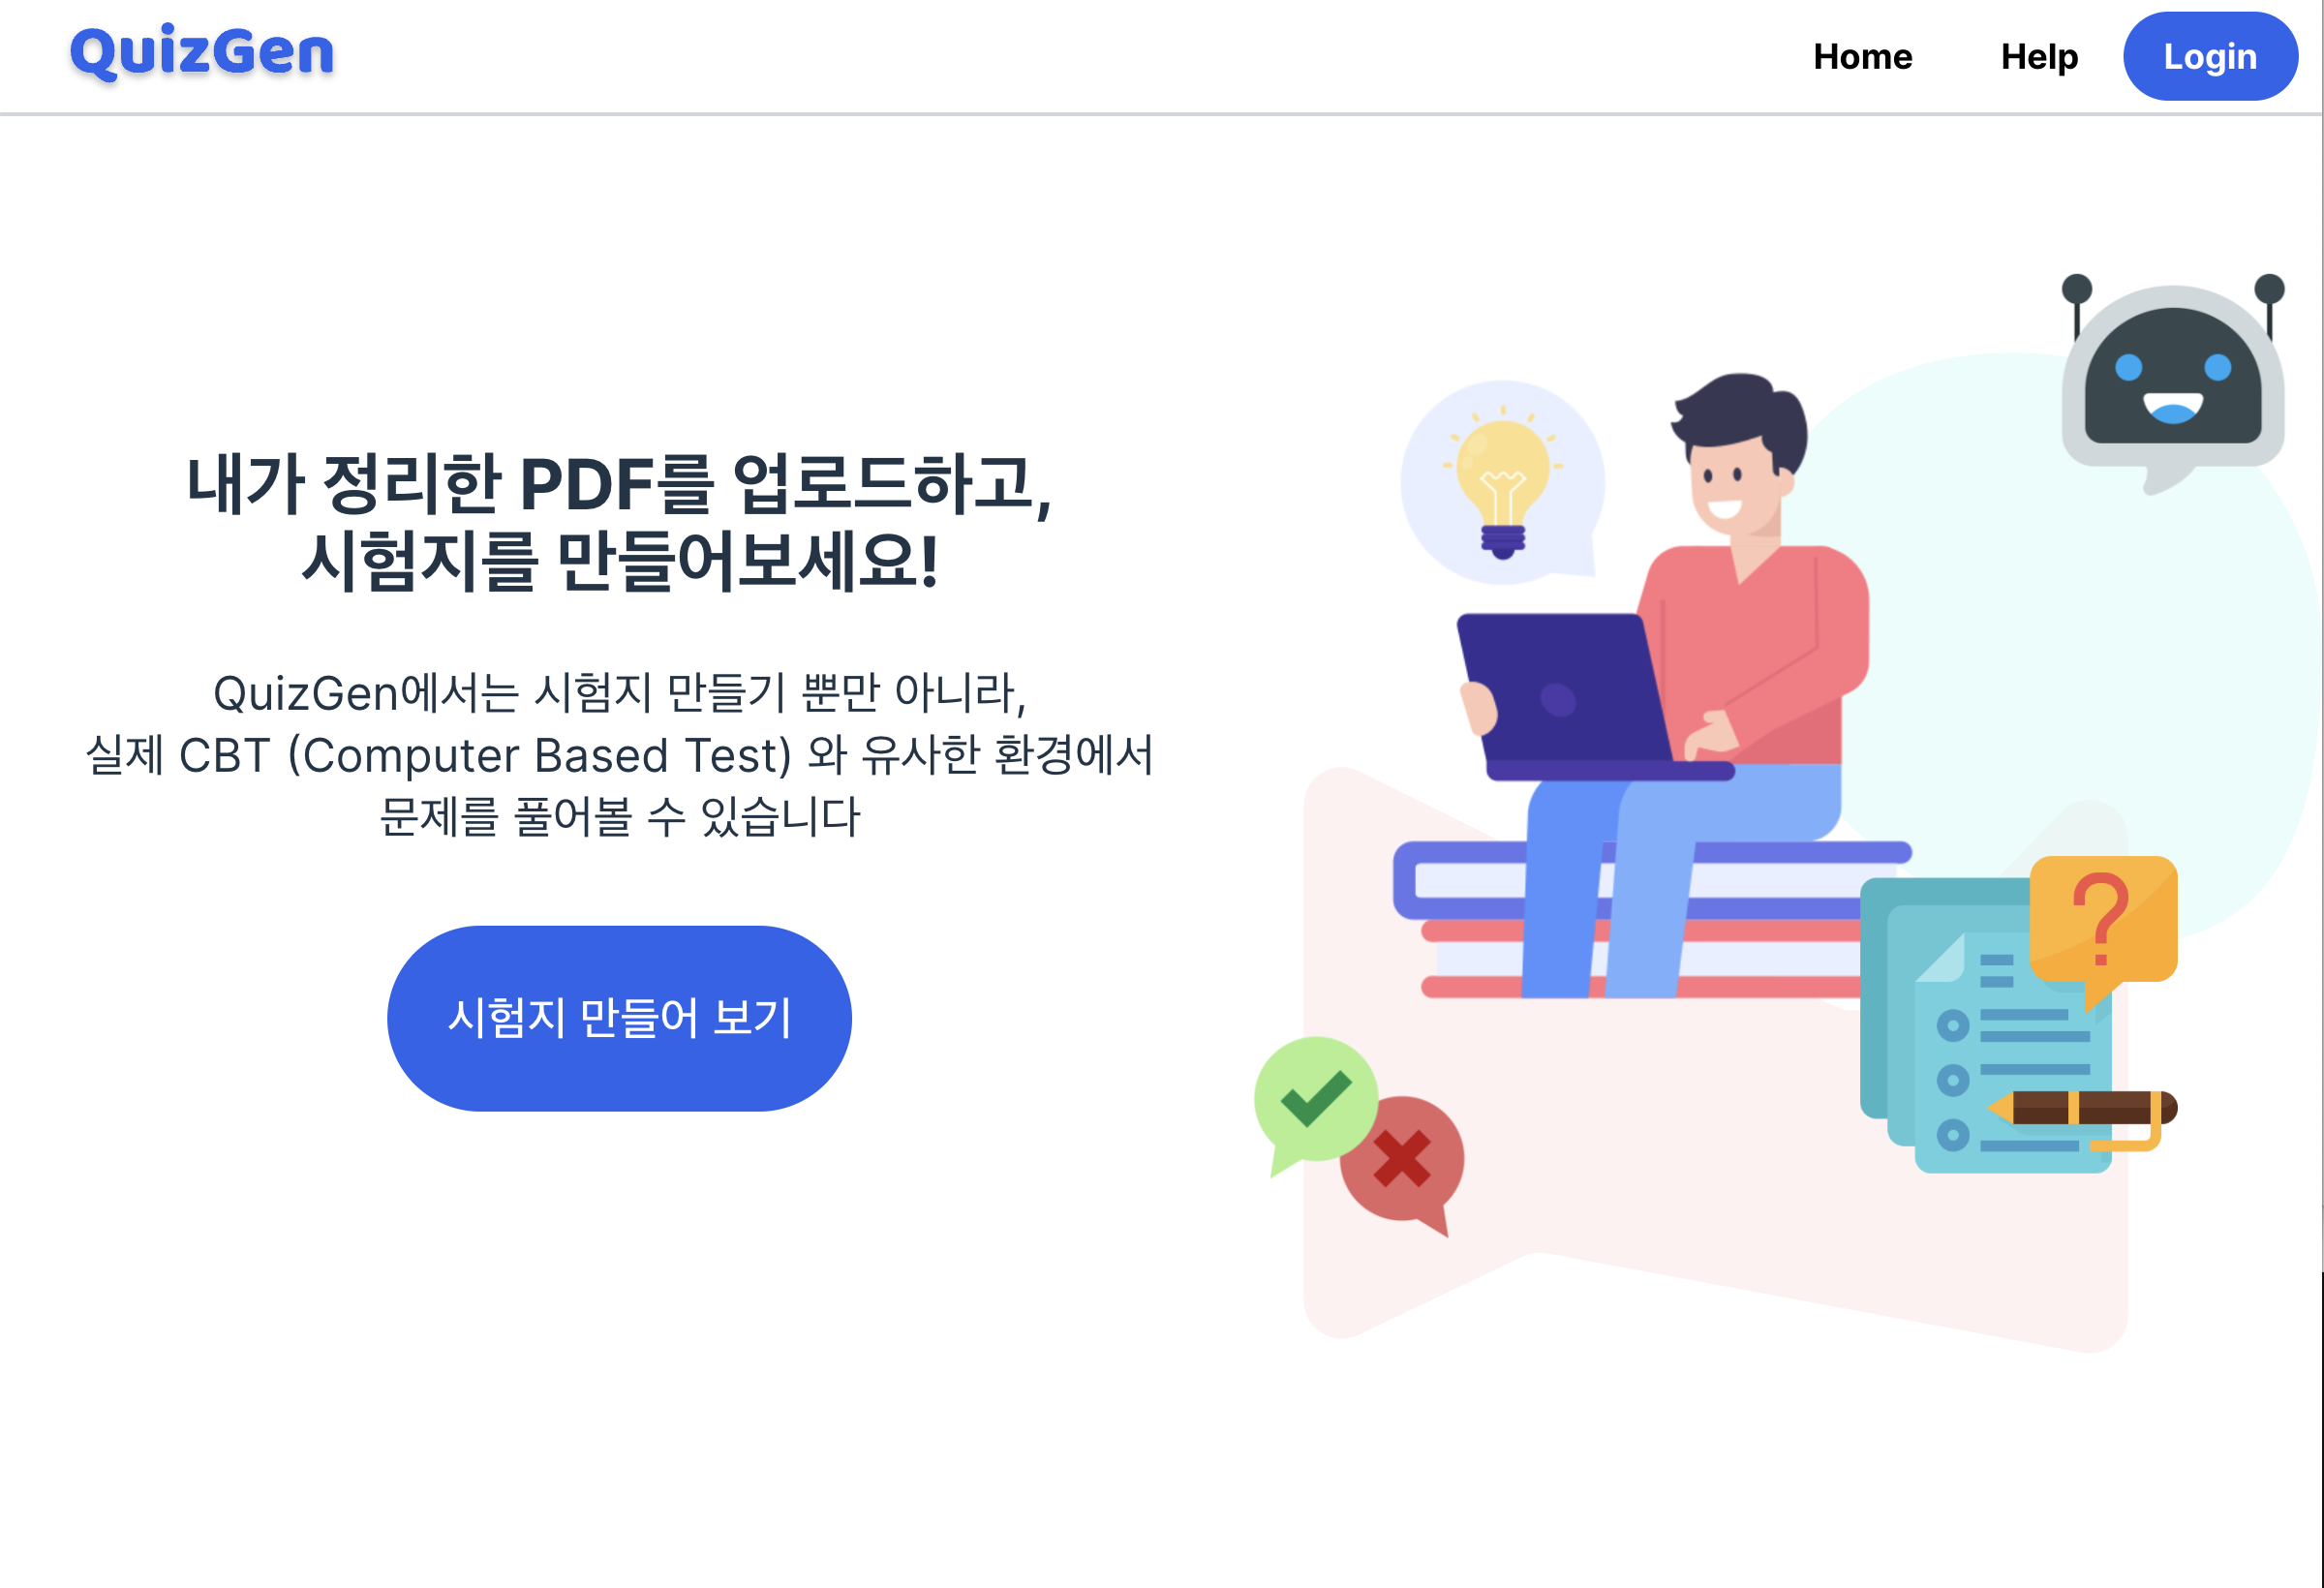 QuizGen
Home
Help
Login
내가 정리한 PDF를 업로드하고,
시험지를 만들어보세요!
QuizGen에서는 시험지 만들기 뿐만 아니라,
실제 CBT (Computer Based Test) 와 유사한 환경에서
문제를 풀어볼 수 있습니다
시험지 만들어 보기
?